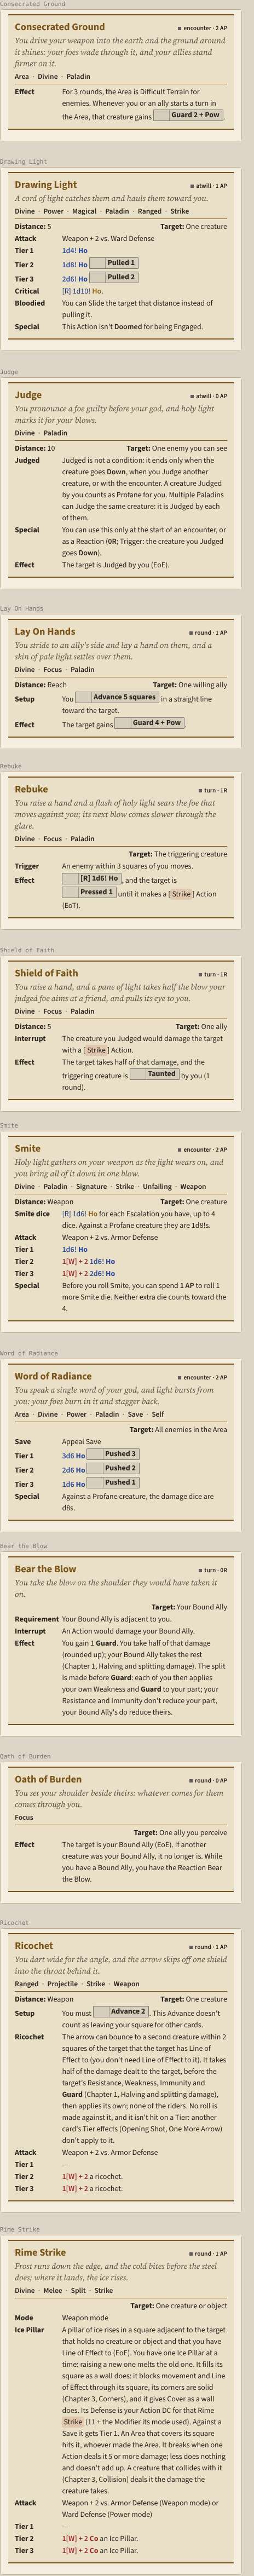 Consecrated Ground
Consecrated Ground ■ encounter · 2 AP
You drive your weapon into the earth and the ground around
it shines: your foes wade through it, and your allies stand
firmer on it.
Area · Divine · Paladin
Effect For 3 rounds, the Area is Difficult Terrain for
enemies. Whenever you or an ally starts a turn in
the Area, that creature gains Guard 2 + Pow.
Drawing Light
Drawing Light ■ atwill · 1 AP
A cord of light catches them and hauls them toward you.
Divine · Power · Magical · Paladin · Ranged · Strike
Distance: 5 Target: One creature
Attack Weapon + 2 vs. Ward Defense
Tier 1 1d4! Ho
Tier 2 1d8! Ho Pulled 1
Tier 3 2d6! Ho Pulled 2
Critical [R] 1d10! Ho.
Bloodied You can Slide the target that distance instead of
pulling it.
Special This Action isn't Doomed for being Engaged.
Judge
Judge ■ atwill · 0 AP
You pronounce a foe guilty before your god, and holy light
marks it for your blows.
Divine · Paladin
Distance: 10 Target: One enemy you can see
Judged Judged is not a condition: it ends only when the
creature goes Down, when you Judge another
creature, or with the encounter. A creature Judged
by you counts as Profane for you. Multiple Paladins
can Judge the same creature: it is Judged by each
of them.
Special You can use this only at the start of an encounter, or
as a Reaction (0R; Trigger: the creature you Judged
goes Down).
Effect The target is Judged by you (EoE).
Lay On Hands
Lay On Hands ■ round · 1 AP
You stride to an ally's side and lay a hand on them, and a
skin of pale light settles over them.
Divine · Focus · Paladin
Distance: Reach Target: One willing ally
Setup You Advance 5 squares in a straight line
toward the target.
Effect The target gains Guard 4 + Pow.
Rebuke
Rebuke ■ turn · 1R
You raise a hand and a flash of holy light sears the foe that
moves against you; its next blow comes slower through the
glare.
Divine · Focus · Paladin
Target: The triggering creature
Trigger An enemy within 3 squares of you moves.
Effect [R] 1d6! Ho, and the target is
Pressed 1 until it makes a [Strike] Action
(EoT).
Shield of Faith
Shield of Faith ■ turn · 1R
You raise a hand, and a pane of light takes half the blow your
judged foe aims at a friend, and pulls its eye to you.
Divine · Focus · Paladin
Distance: 5 Target: One ally
Interrupt The creature you Judged would damage the target
with a [Strike] Action.
Effect The target takes half of that damage, and the
triggering creature is Taunted by you (1
round).
Smite
Smite ■ encounter · 2 AP
Holy light gathers on your weapon as the fight wears on, and
you bring all of it down in one blow.
Divine · Paladin · Signature · Strike · Unfailing · Weapon
Distance: Weapon Target: One creature
Smite dice [R] 1d6! Ho for each Escalation you have, up to 4
dice. Against a Profane creature they are 1d8!s.
Attack Weapon + 2 vs. Armor Defense
Tier 1 1d6! Ho
Tier 2 1[W] + 2 1d6! Ho
Tier 3 1[W] + 2 2d6! Ho
Special Before you roll Smite, you can spend 1 AP to roll 1
more Smite die. Neither extra die counts toward the
4.
Word of Radiance
Word of Radiance ■ encounter · 2 AP
You speak a single word of your god, and light bursts from
you; your foes burn in it and stagger back.
Area · Divine · Power · Paladin · Save · Self
Target: All enemies in the Area
Save Appeal Save
Tier 1 3d6 Ho Pushed 3
Tier 2 2d6 Ho Pushed 2
Tier 3 1d6 Ho Pushed 1
Special Against a Profane creature, the damage dice are
d8s.
Bear the Blow
Bear the Blow ■ turn · 0R
You take the blow on the shoulder they would have taken it
on.
Target: Your Bound Ally
Requirement Your Bound Ally is adjacent to you.
Interrupt An Action would damage your Bound Ally.
Effect You gain 1 Guard. You take half of that damage
(rounded up); your Bound Ally takes the rest
(Chapter 1, Halving and splitting damage). The split
is made before Guard: each of you then applies
your own Weakness and Guard to your part; your
Resistance and Immunity don't reduce your part,
your Bound Ally's do reduce theirs.
Oath of Burden
Oath of Burden ■ round · 0 AP
You set your shoulder beside theirs: whatever comes for them
comes through you.
Focus
Target: One ally you perceive
Effect The target is your Bound Ally (EoE). If another
creature was your Bound Ally, it no longer is. While
you have a Bound Ally, you have the Reaction Bear
the Blow.
Ricochet
Ricochet ■ round · 1 AP
You dart wide for the angle, and the arrow skips off one shield
into the throat behind it.
Ranged · Projectile · Strike · Weapon
Distance: Weapon Target: One creature
Setup You must Advance 2. This Advance doesn't
count as leaving your square for other cards.
Ricochet The arrow can bounce to a second creature within 2
squares of the target that the target has Line of
Effect to (you don't need Line of Effect to it). It takes
half of the damage dealt to the target, before the
target's Resistance, Weakness, Immunity and
Guard (Chapter 1, Halving and splitting damage),
then applies its own; none of the riders. No roll is
made against it, and it isn't hit on a Tier: another
card's Tier effects (Opening Shot, One More Arrow)
don't apply to it.
Attack Weapon + 2 vs. Armor Defense
Tier 1 —
Tier 2 1[W] + 2 a ricochet.
Tier 3 1[W] + 2 a ricochet.
Rime Strike
Rime Strike ■ round · 1 AP
Frost runs down the edge, and the cold bites before the steel
does; where it lands, the ice rises.
Divine · Melee · Split · Strike
Target: One creature or object
Mode Weapon mode
Ice Pillar A pillar of ice rises in a square adjacent to the target
that holds no creature or object and that you have
Line of Effect to (EoE). You have one Ice Pillar at a
time: raising a new one melts the old one. It fills its
square as a wall does: it blocks movement and Line
of Effect through its square, its corners are solid
(Chapter 3, Corners), and it gives Cover as a wall
does. Its Defense is your Action DC for that Rime
Strike (11 + the Modifier it was made with). Against a
Save it gets Tier 1. An Area that covers its square
hits it, whoever made the Area. It breaks when one
Action deals it 5 or more damage; less does nothing
and doesn't add up. A creature that collides with it
(Chapter 3, Collision) deals it the damage the
creature takes.
Attack Weapon + 2 vs. Armor Defense (Weapon mode) or
Ward Defense (Power mode)
Tier 1 —
Tier 2 1[W] + 2 Co an Ice Pillar.
Tier 3 1[W] + 2 Co an Ice Pillar.